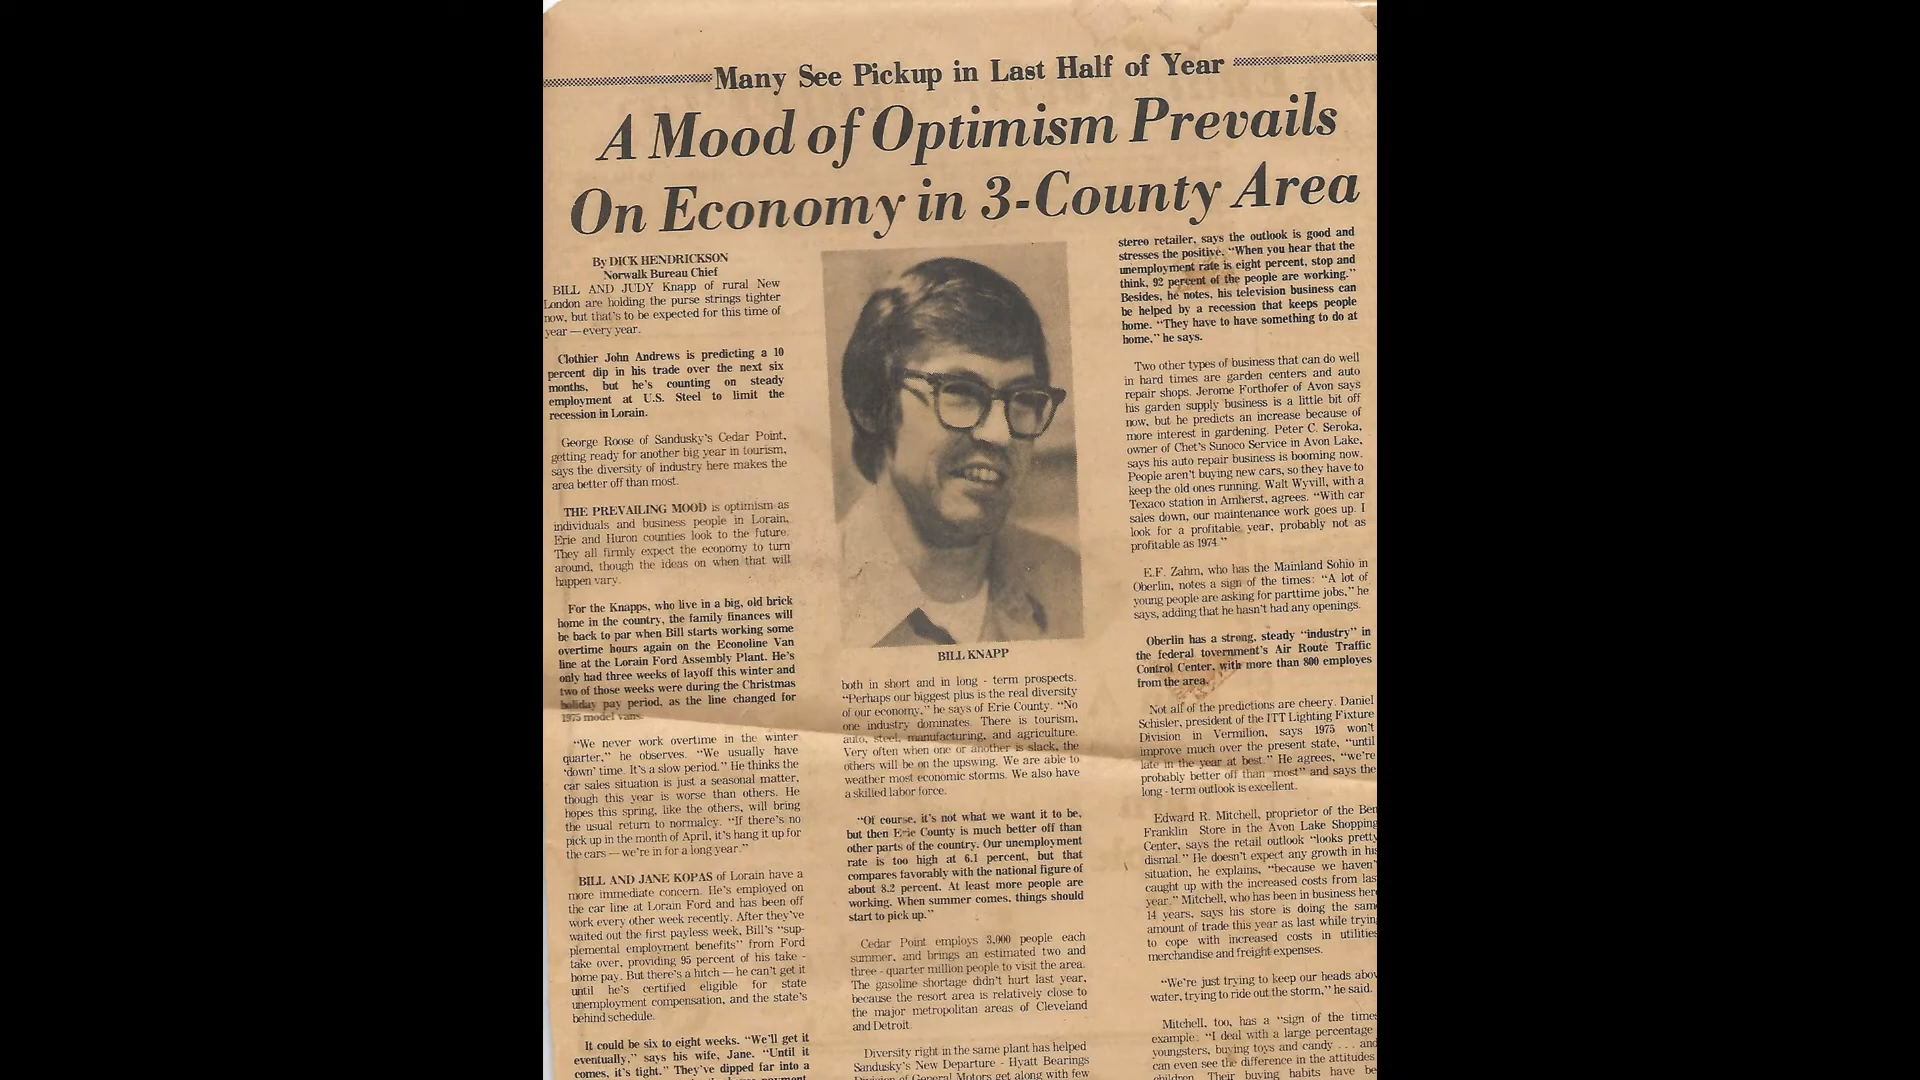 Many See Pickup in Last Half of Year
A Mood of Optimism Prevails
On Economy in 3-County Area
By DICK HENDRICKSON
Norwalk Bureau Chief
BILL AND JUDY Knapp of rural New
London are holding the purse strings tighter
now, but that's to be expected for this time of
year — every year.
Clothier John Andrews is predicting a 10
percent dip in his trade over the next six
months, but he's counting on steady
employment at U.S. Steel to limit the
recession in Lorain.
George Roose of Sandusky's Cedar Point,
getting ready for another big year in tourism,
says the diversity of industry here makes the
area better off than most.
THE PREVAILING MOOD is optimism as
individuals and business people in Lorain,
Erie and Huron counties look to the future.
They all firmly expect the economy to turn
around, though the ideas on when that will
happen vary.
For the Knapps, who live in a big, old brick
home in the country, the family finances will
be back to par when Bill starts working some
overtime hours again on the Econoline Van
line at the Lorain Ford Assembly Plant. He's
only had three weeks of layoff this winter and
two of those weeks were during the Christmas
holiday pay period, as the line changed for
1975 model vans.
"We never work overtime in the winter
quarter," he observes. "We usually have
'down' time. It's a slow period." He thinks the
car sales situation is just a seasonal matter,
though this year is worse than others. He
hopes this spring, like the others, will bring
the usual return to normalcy. "If there's no
pick up in the month of April, it's hang it up for
the cars — we're in for a long year."
BILL AND JANE KOPAS of Lorain have a
more immediate concern. He's employed on
the car line at Lorain Ford and has been off
work every other week recently. After they've
waited out the first payless week, Bill's "sup-
plemental employment benefits" from Ford
take over, providing 95 percent of his take -
home pay. But there's a hitch — he can't get it
until he's certified eligible for state
unemployment compensation, and the state's
behind schedule.
It could be six to eight weeks. "We'll get it
eventually," says his wife, Jane. "Until it
comes, it's tight." They've dipped far into a
BILL KNAPP
both in short and in long - term prospects.
"Perhaps our biggest plus is the real diversity
of our economy," he says of Erie County. "No
one industry dominates. There is tourism,
auto, steel, manufacturing, and agriculture.
Very often when one or another is slack, the
others will be on the upswing. We are able to
weather most economic storms. We also have
a skilled labor force.
"Of course, it's not what we want it to be,
but then Erie County is much better off than
other parts of the country. Our unemployment
rate is too high at 6.1 percent, but that
compares favorably with the national figure of
about 8.2 percent. At least more people are
working. When summer comes, things should
start to pick up."
Cedar Point employs 3,000 people each
summer, and brings an estimated two and
three - quarter million people to visit the area.
The gasoline shortage didn't hurt last year,
because the resort area is relatively close to
the major metropolitan areas of Cleveland
and Detroit.
Diversity right in the same plant has helped
Sandusky's New Departure - Hyatt Bearings
Division of General Motors get along with few
stereo retailer, says the outlook is good and
stresses the positive. "When you hear that the
unemployment rate is eight percent, stop and
think, 92 percent of the people are working."
Besides, he notes, his television business can
be helped by a recession that keeps people
home. "They have to have something to do at
home," he says.
Two other types of business that can do well
in hard times are garden centers and auto
repair shops. Jerome Forthofer of Avon says
his garden supply business is a little bit off
now, but he predicts an increase because of
more interest in gardening. Peter C. Seroka,
owner of Chet's Sunoco Service in Avon Lake,
says his auto repair business is booming now.
People aren't buying new cars, so they have to
keep the old ones running. Walt Wyvill, with a
Texaco station in Amherst, agrees. "With car
sales down, our maintenance work goes up. I
look for a profitable year, probably not as
profitable as 1974."
E.F. Zahm, who has the Mainland Sohio in
Oberlin, notes a sign of the times: "A lot of
young people are asking for parttime jobs," he
says, adding that he hasn't had any openings.
Oberlin has a strong, steady "industry" in
the federal tovernment's Air Route Traffic
Control Center, with more than 800 employes
from the area.
Not all of the predictions are cheery. Daniel
Schisler, president of the ITT Lighting Fixture
Division in Vermilion, says 1975 won't
improve much over the present state, "until
late in the year at best." He agrees, "we're
probably better off than most" and says the
long - term outlook is excellent.
Edward R. Mitchell, proprietor of the Ben
Franklin Store in the Avon Lake Shopping
Center, says the retail outlook "looks pretty
dismal." He doesn't expect any growth in his
situation, he explains, "because we haven'
caught up with the increased costs from las
year." Mitchell, who has been in business her
14 years, says his store is doing the sam
amount of trade this year as last while tryin
to cope with increased costs in utilities
merchandise and freight expenses.
"We're just trying to keep our heads abov
water, trying to ride out the storm," he said.
Mitchell, too, has a "sign of the times
example: "I deal with a large percentage
youngsters, buying toys and candy . . . and
can even see the difference in the attitudes
children. Their buying habits have be